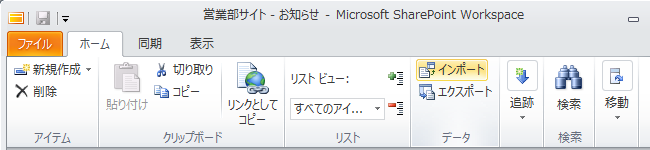 営業部サイト - お知らせ - Microsoft SharePoint Workspace
ファイル ホーム 同期 表示
新規作成
削除
アイテム
貼り付け
切り取り
コピー
リンクとして
コピー
クリップボード
リスト ビュー:
すべてのアイ...
リスト
インポート
エクスポート
データ
追跡
検索
検索
移動